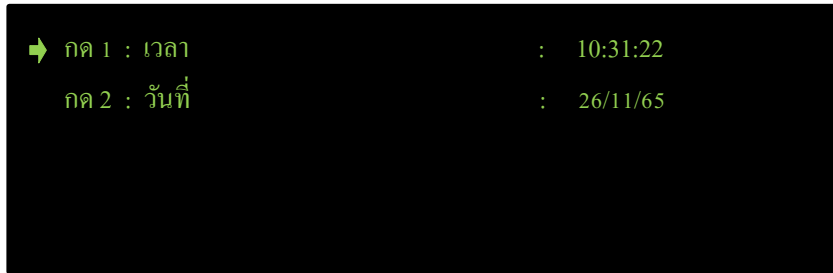 กด 1 : เวลา : 10:31:22
กด 2 : วันที่ : 26/11/65